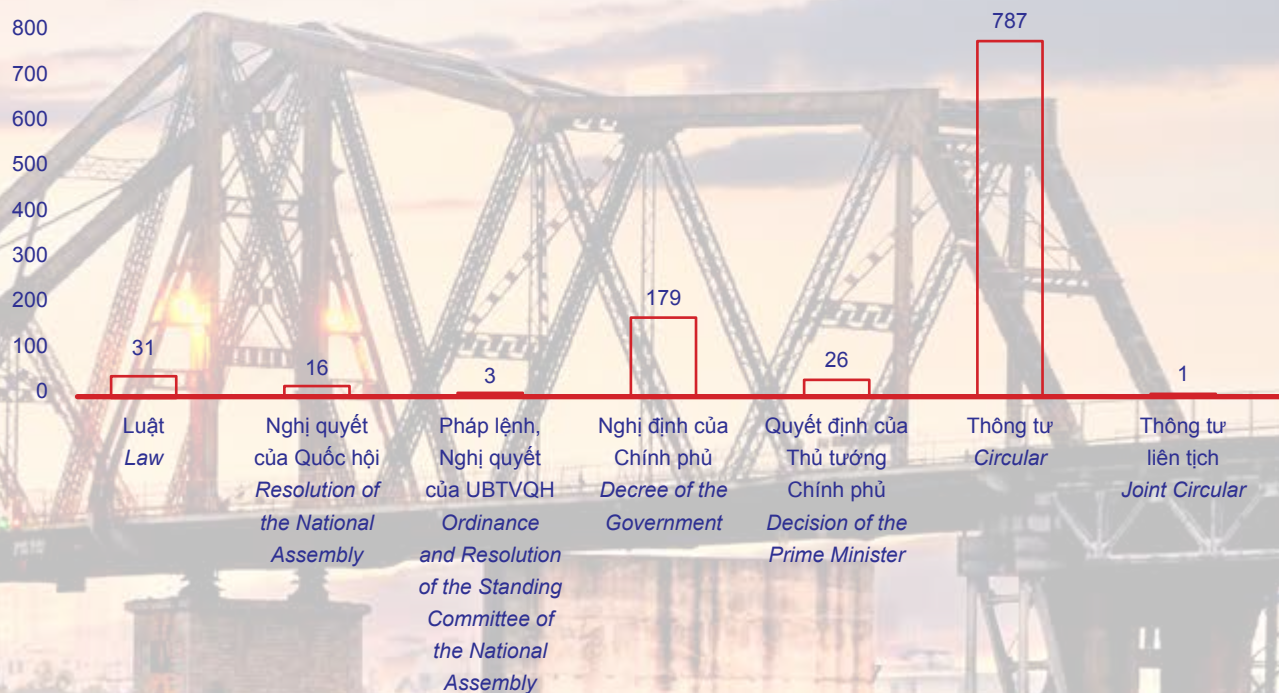 800
700
600
500
400
300
200
100
0
31
16
3
179
26
787
1
Luật
Law
Nghị quyết
của Quốc hội
Resolution of
the National
Assembly
Pháp lệnh,
Nghị quyết
của UBTVQH
Ordinance
and Resolution
of the Standing
Committee of
the National
Assembly
Nghị định của
Chính phủ
Decree of the
Government
Quyết định của
Thủ tướng
Chính phủ
Decision of the
Prime Minister
Thông tư
Circular
Thông tư
liên tịch
Joint Circular